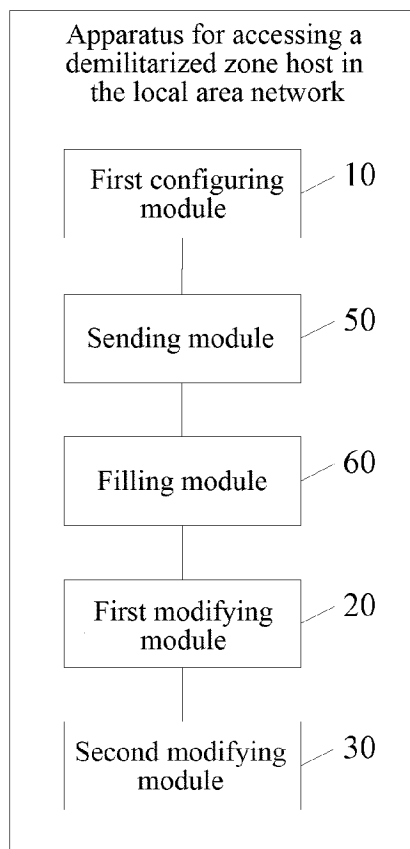 Apparatus for accessing a
demilitarized zone host in
the local area network
First configuring
module
10
Sending module
50
Filling module
60
First modifying
module
20
Second modifying
module
30